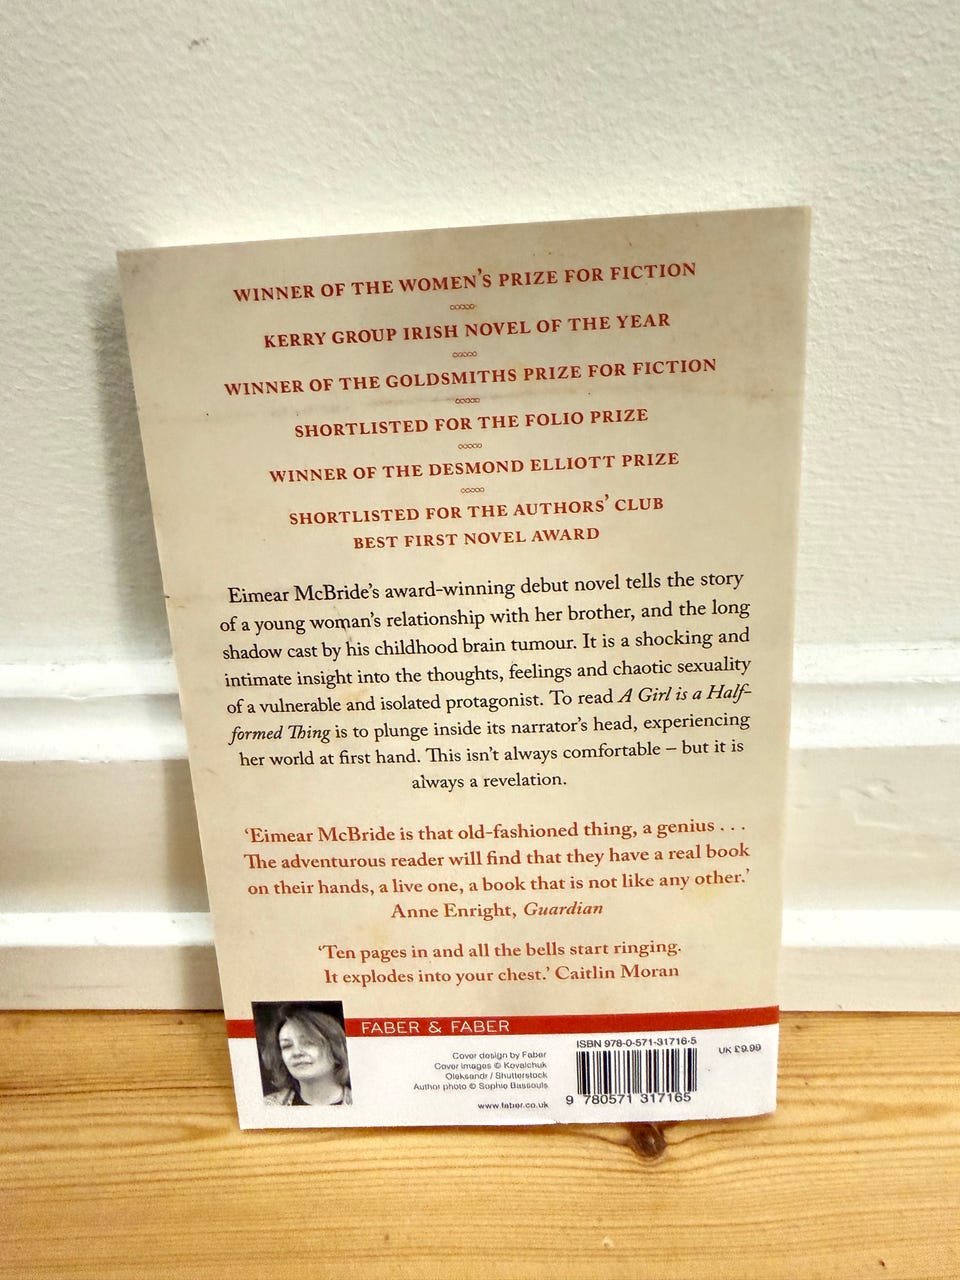 WINNER OF THE WOMEN'S PRIZE FOR FICTION
KERRY GROUP IRISH NOVEL OF THE YEAR
WINNER OF THE GOLDSMITHS PRIZE FOR FICTION
SHORTLISTED FOR THE FOLIO PRIZE
WINNER OF THE DESMOND ELLIOTT PRIZE
SHORTLISTED FOR THE AUTHORS' CLUB
BEST FIRST NOVEL AWARD
Eimear McBride's award-winning debut novel tells the story
of a young woman's relationship with her brother, and the long
shadow cast by his childhood brain tumour. It is a shocking and
intimate insight into the thoughts, feelings and chaotic sexuality
of a vulnerable and isolated protagonist. To read A Girl is a Half-
formed Thing is to plunge inside its narrator's head, experiencing
her world at first hand. This isn't always comfortable – but it is
always a revelation.
'Eimear McBride is that old-fashioned thing, a genius . . .
The adventurous reader will find that they have a real book
on their hands, a live one, a book that is not like any other.'
Anne Enright, Guardian
'Ten pages in and all the bells start ringing.
It explodes into your chest.' Caitlin Moran
FABER & FABER
Cover design by Faber
Cover images © Kovalchuk
Oleksandr / Shutterstock
Author photo © Sophie Bassouls
www.faber.co.uk
ISBN 978-0-571-31716-5
9 780571 317165
UK £9.99